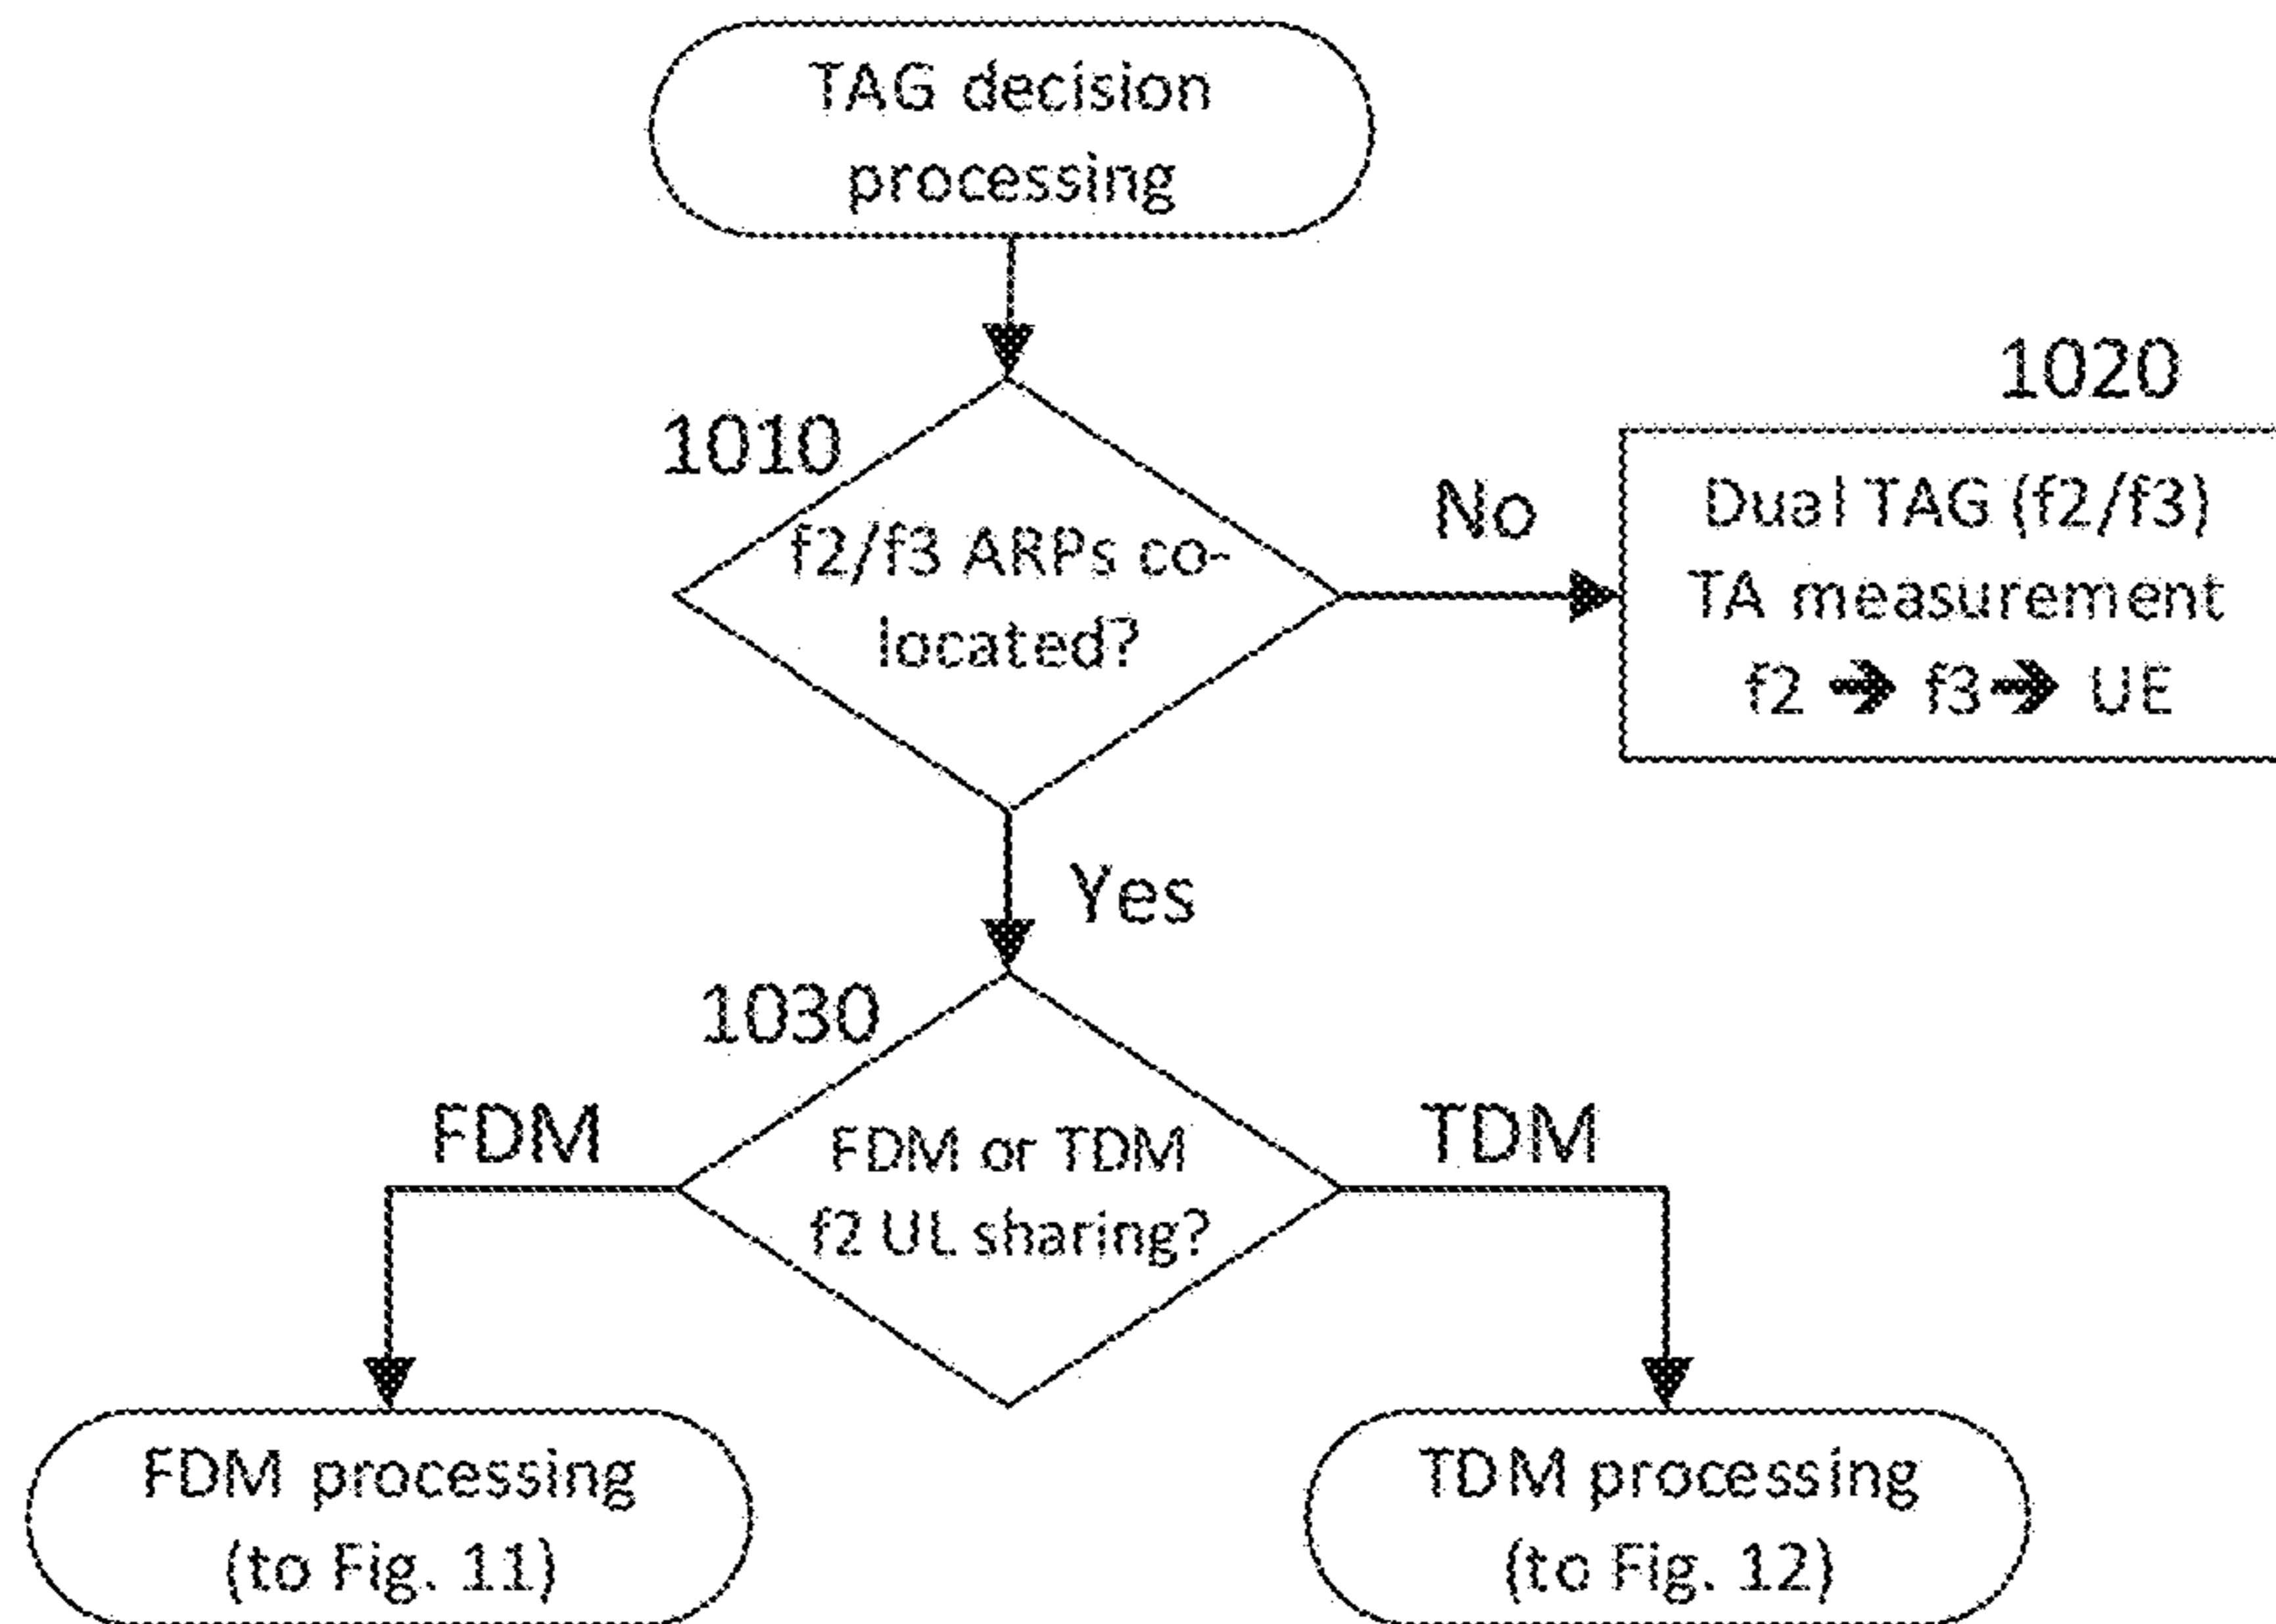 TAG decision
processing
1010
f2/f3 ARPs co-
located?
No
1020
Dual TAG (f2/f3)
TA measurement
f2 → f3 → UE
Yes
1030
FDM or TDM
f2 UL sharing?
FDM
TDM
FDM processing
(to Fig. 11)
TDM processing
(to Fig. 12)